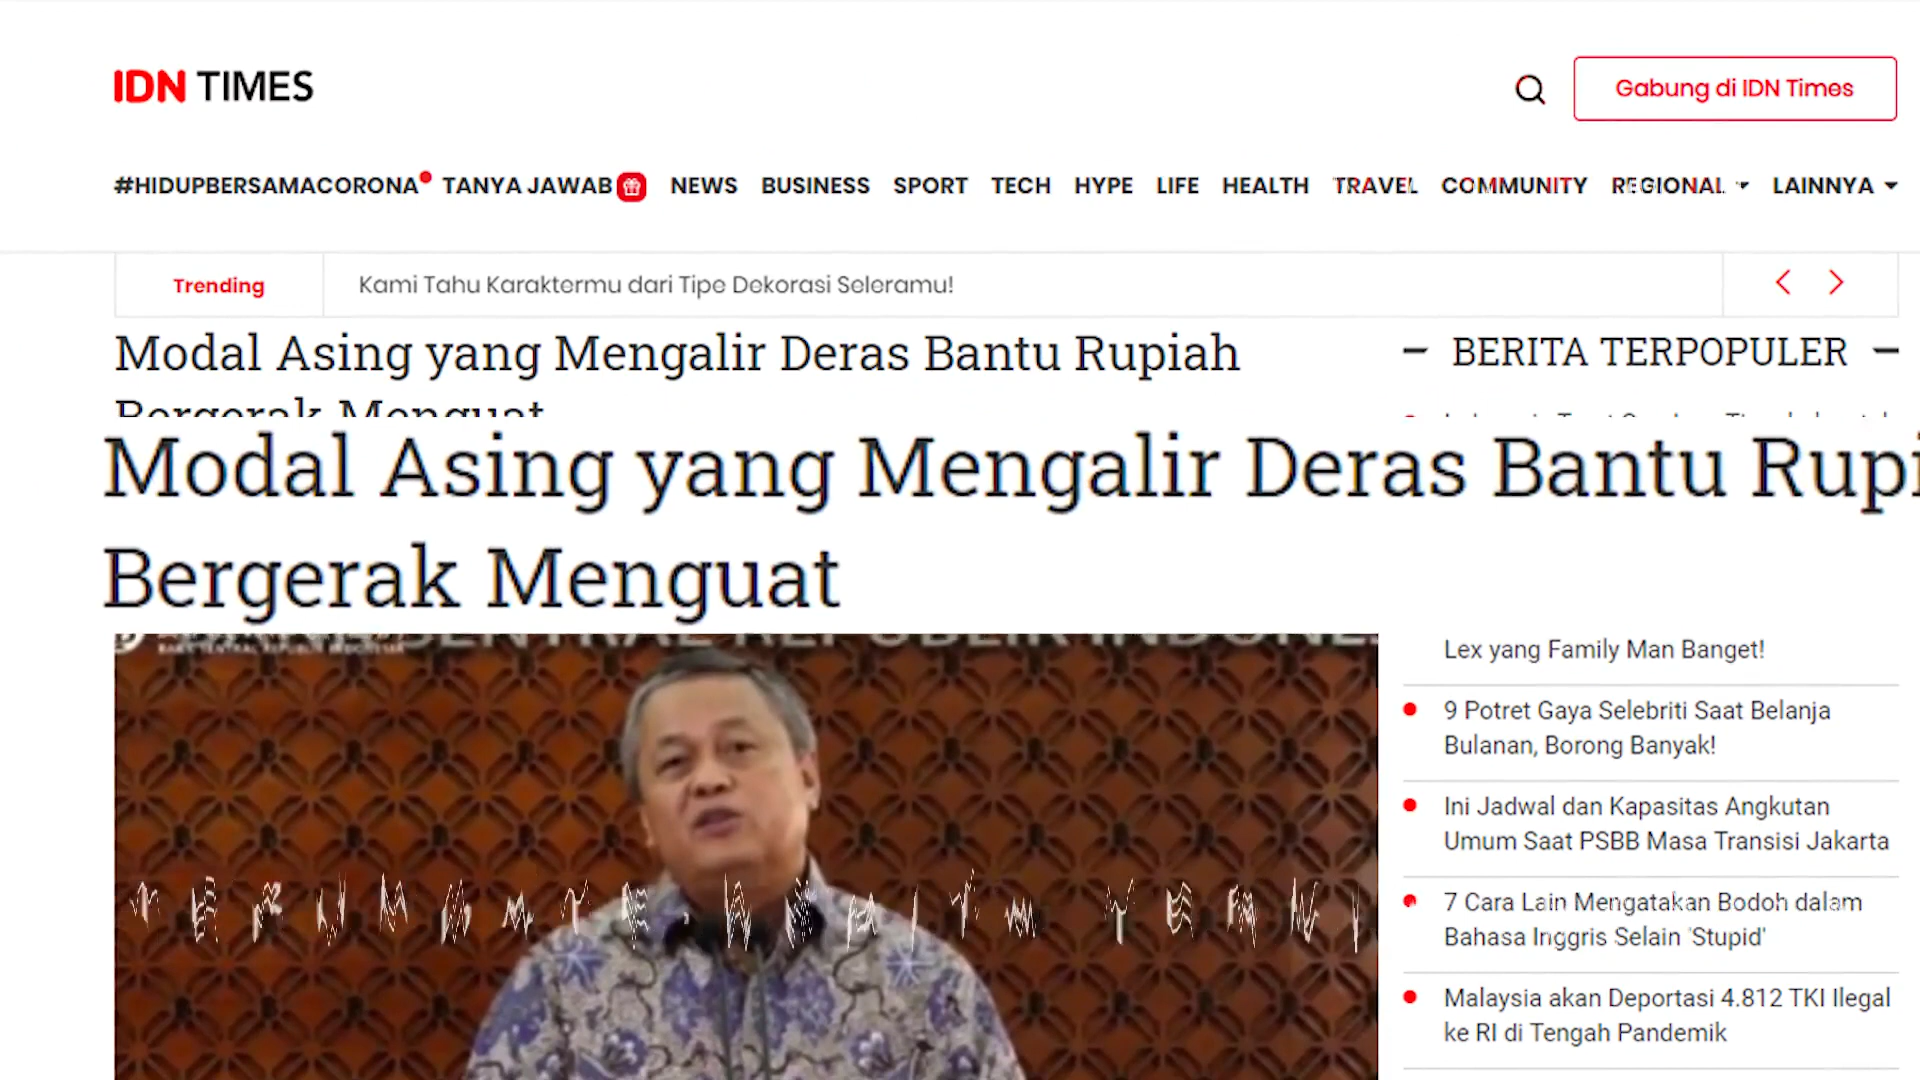 IDN TIMES
Gabung di IDN Times
#HIDUPBERSAMACORONA TANYA JAWAB NEWS BUSINESS SPORT TECH HYPE LIFE HEALTH TRAVEL COMMUNITY REGIONAL LAINNYA
Trending
Kami Tahu Karaktermu dari Tipe Dekorasi Seleramu!
Modal Asing yang Mengalir Deras Bantu Rupiah
Bergerak Menguat
BERITA TERPOPULER
Modal Asing yang Mengalir Deras Bantu Rupi
Bergerak Menguat
Lex yang Family Man Banget!
9 Potret Gaya Selebriti Saat Belanja
Bulanan, Borong Banyak!
Ini Jadwal dan Kapasitas Angkutan
Umum Saat PSBB Masa Transisi Jakarta
7 Cara Lain Mengatakan Bodoh dalam
Bahasa Inggris Selain 'Stupid'
Malaysia akan Deportasi 4.812 TKI Ilegal
ke RI di Tengah Pandemik